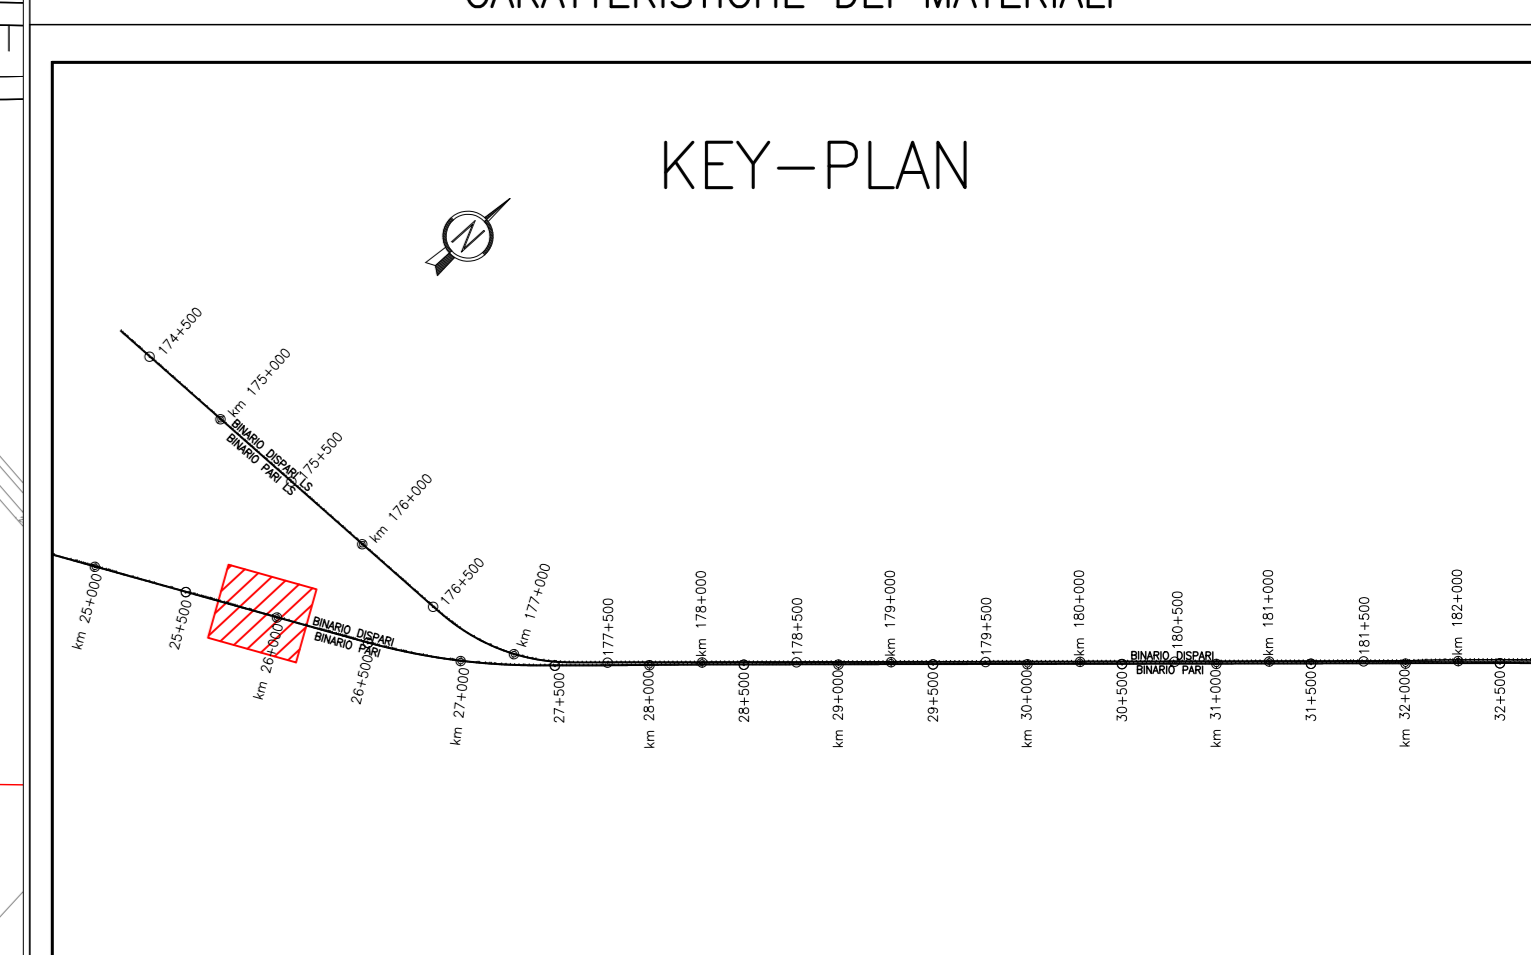 CARATTERISTICHE DEI MATERIALI
KEY-PLAN
N
174+500
km 175+000
BINARIO DISPARI LS
BINARIO PARI LS
175+500
km 176+000
176+500
km 177+000
177+500
km 178+000
178+500
km 179+000
179+500
km 180+000
180+500
km 181+000
181+500
km 182+000
km 25+000
25+500
km 26+000
BINARIO DISPARI
BINARIO PARI
26+500
km 27+000
27+500
km 28+000
28+500
km 29+000
29+500
km 30+000
30+500
BINARIO DISPARI
BINARIO PARI
km 31+000
31+500
km 32+000
32+500